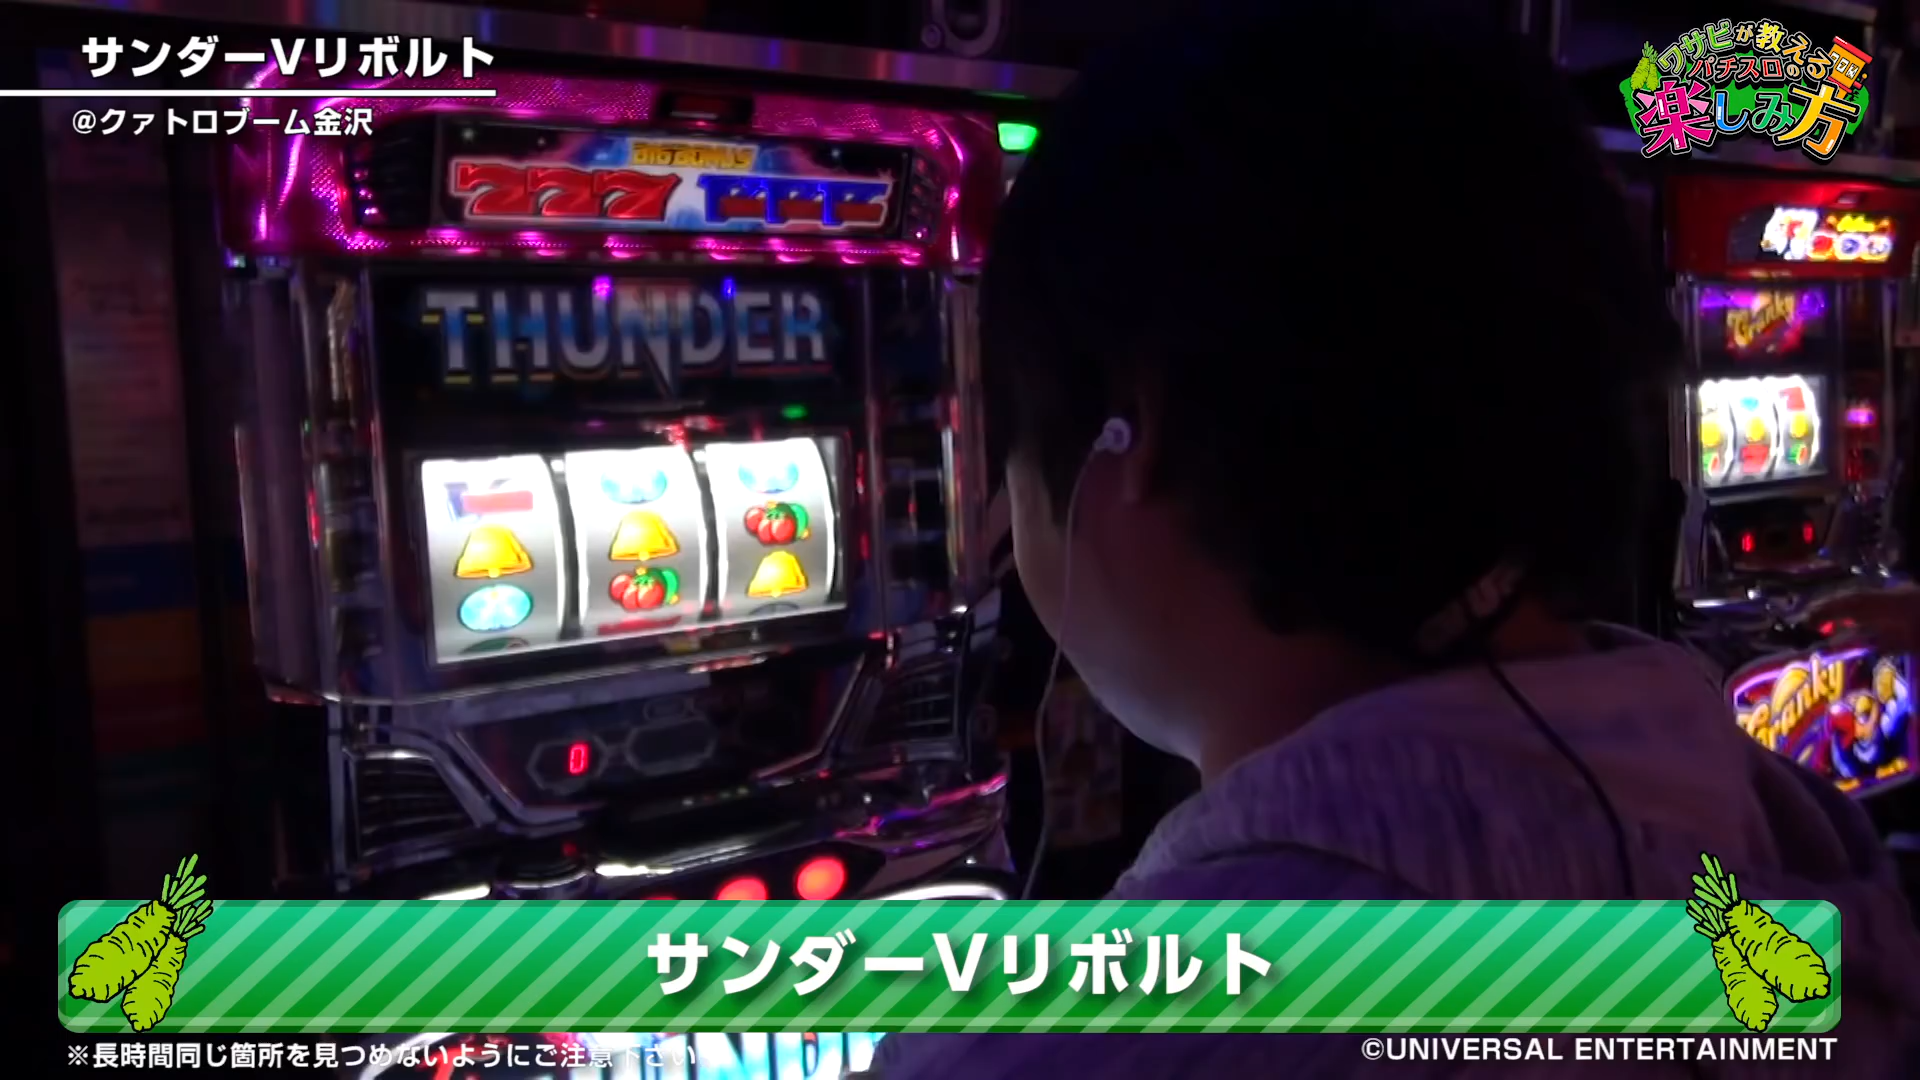 サンダーVリボルト
@クァトロブーム金沢
ワサビが教える
パチスロの
楽しみ方
BIG BONUS
777
THUNDER
Cranky
0
Cranky
サンダーVリボルト
※長時間同じ箇所を見つめないようにご注意下さい
©UNIVERSAL ENTERTAINMENT